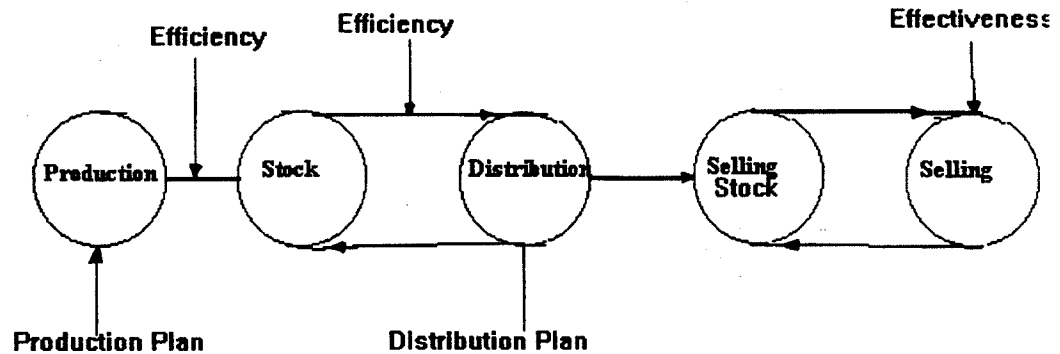 Efficiency
Efficiency
Effectiveness
Production
Stock
Distribution
Selling
Stock
Selling
Production Plan
Distribution Plan